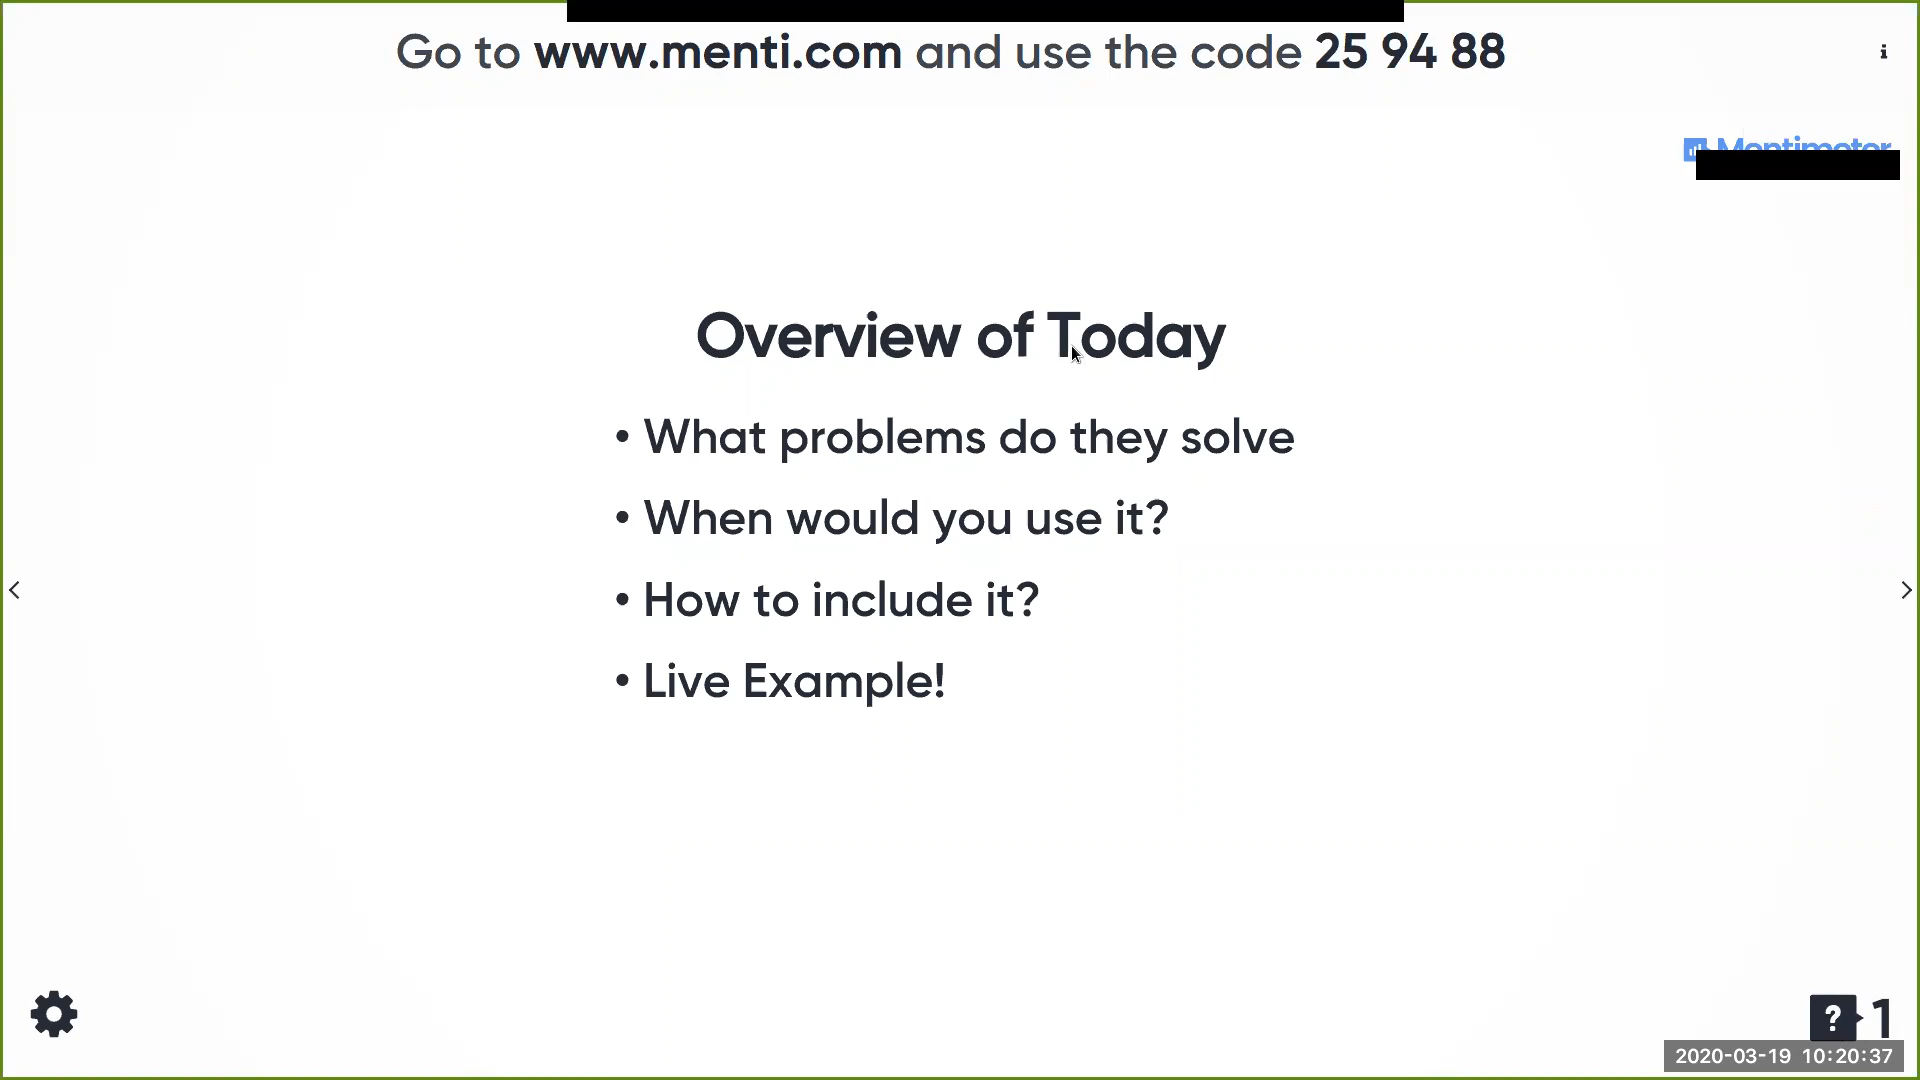 Go to www.menti.com and use the code 25 94 88
i
Mentimeter
Overview of Today
• What problems do they solve
• When would you use it?
• How to include it?
• Live Example!
? 1
2020-03-19 10:20:37